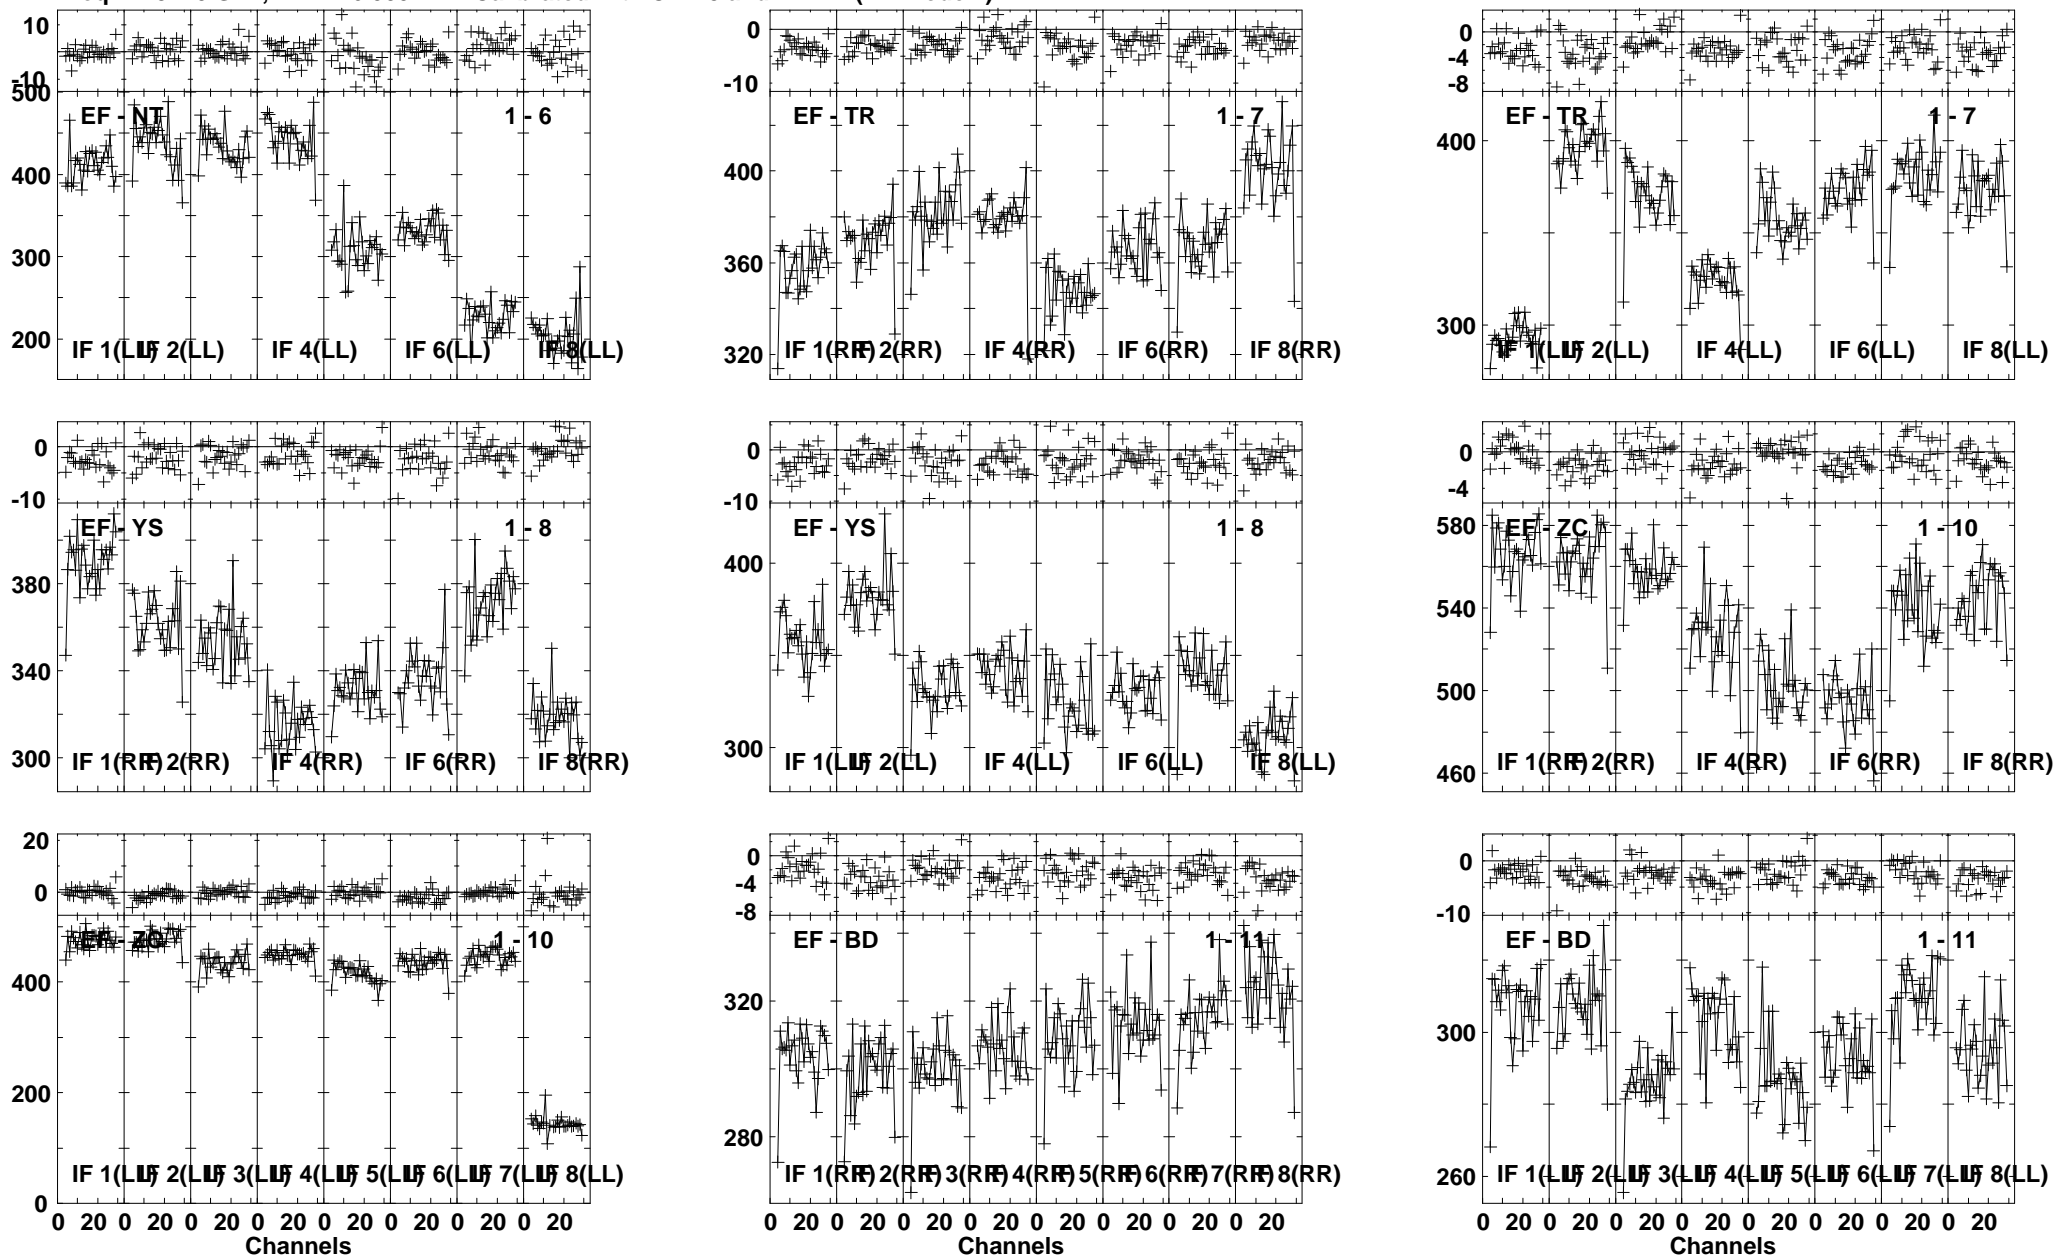 10
-10
500
400
300
200
EF - NT
1 - 6
IF 1(LL) IF 2(LL) IF 4(LL) IF 6(LL) IF 8(LL)
0
-10
400
360
320
EF - TR
1 - 7
IF 1(RR) IF 2(RR) IF 4(RR) IF 6(RR) IF 8(RR)
0
-4
-8
400
300
EF - TR
1 - 7
IF 1(LL) IF 2(LL) IF 4(LL) IF 6(LL) IF 8(LL)
0
-10
380
340
300
EF - YS
1 - 8
IF 1(RR) IF 2(RR) IF 4(RR) IF 6(RR) IF 8(RR)
0
-10
400
300
EF - YS
1 - 8
IF 1(LL) IF 2(LL) IF 4(LL) IF 6(LL) IF 8(LL)
0
-4
580
540
500
460
EF - ZC
1 - 10
IF 1(RR) IF 2(RR) IF 4(RR) IF 6(RR) IF 8(RR)
20
0
400
200
0
EF - ZC
1 - 10
IF 1(LL) IF 2(LL) IF 3(LL) IF 4(LL) IF 5(LL) IF 6(LL) IF 7(LL) IF 8(LL)
0 20 0 20 0 20 0 20 0 20 0 20 0 20 0 20
Channels
0
-4
-8
320
280
EF - BD
1 - 11
IF 1(RR) IF 2(RR) IF 3(RR) IF 4(RR) IF 5(RR) IF 6(RR) IF 7(RR) IF 8(RR)
0 20 0 20 0 20 0 20 0 20 0 20 0 20 0 20
Channels
0
-10
300
260
EF - BD
1 - 11
IF 1(LL) IF 2(LL) IF 3(LL) IF 4(LL) IF 5(LL) IF 6(LL) IF 7(LL) IF 8(LL)
0 20 0 20 0 20 0 20 0 20 0 20 0 20 0 20
Channels